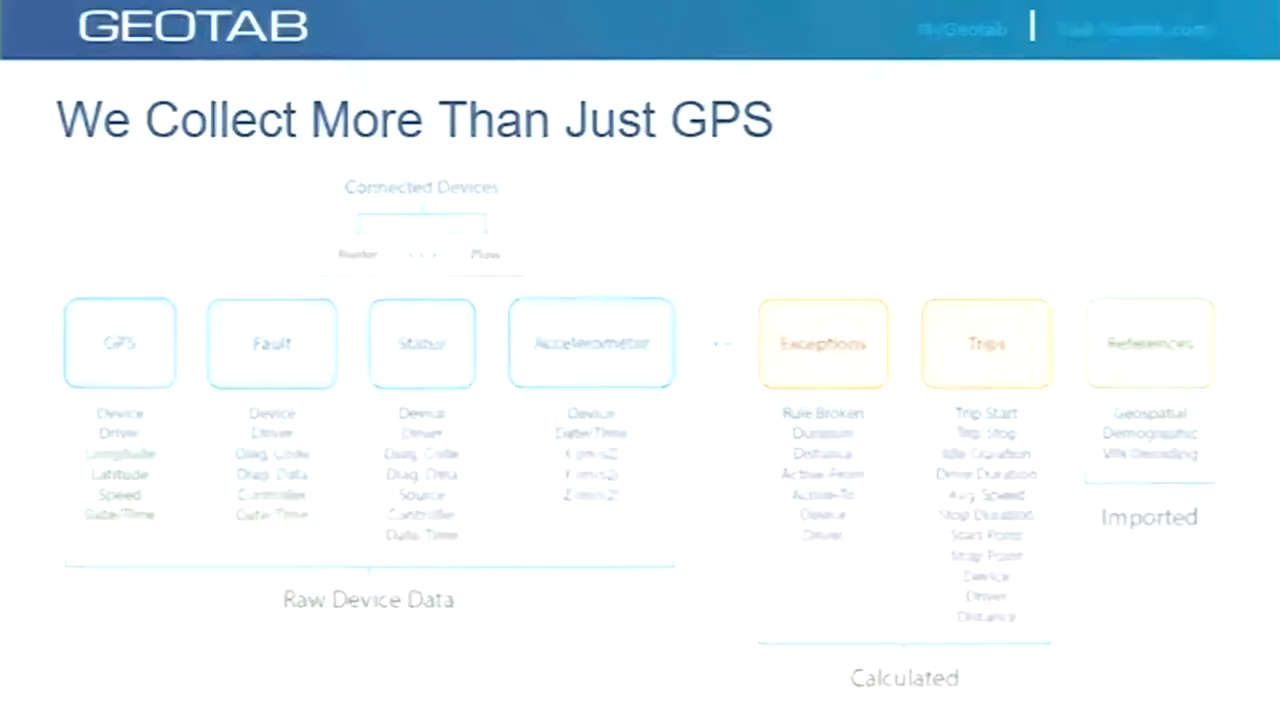 GEOTAB
MyGeotab
We Collect More Than Just GPS
Connected Devices
...
GPS
Fault
Status
Accelerometer
...
Exceptions
Trips
References
Device
Driver
Longitude
Latitude
Speed
Date/Time
Device
Driver
Diag. Code
Diag. Data
Controller
Date/Time
Device
Driver
Diag. Code
Diag. Data
Source
Controller
Date/Time
Device
Date/Time
Rule Broken
Duration
Distance
Active-From
Active-To
Device
Driver
Trip Start
Trip Stop
Idle Duration
Drive Duration
Avg. Speed
Stop Duration
Start Point
Stop Point
Device
Driver
Distance
Geospatial
Demographic
VIN Decoding
Imported
Raw Device Data
Calculated